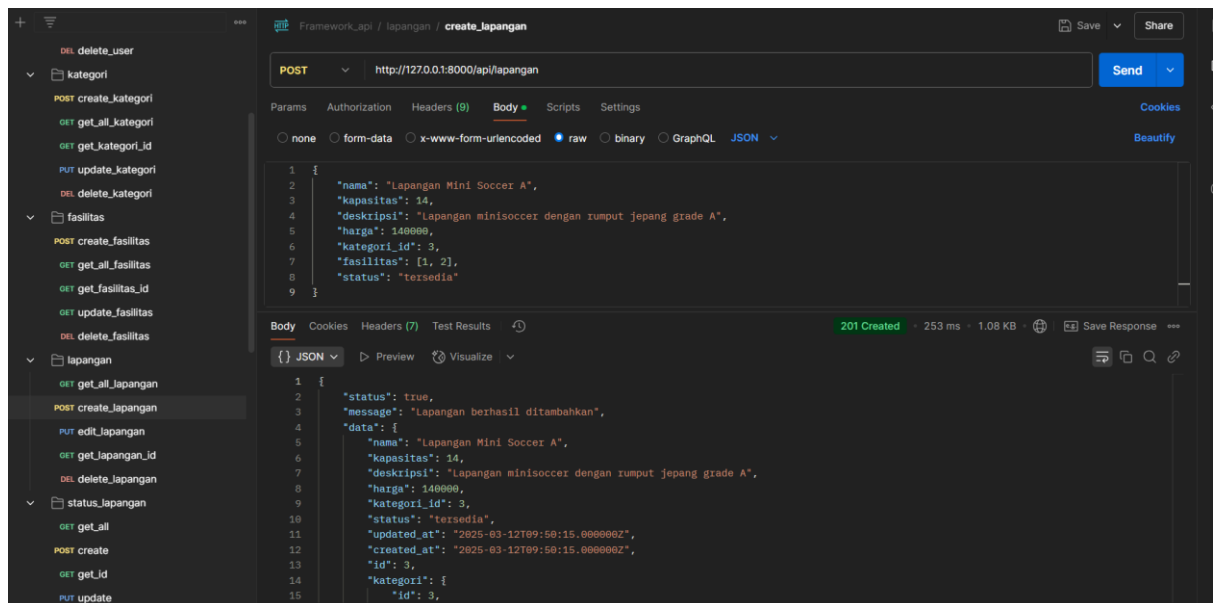 Framework_api / lapangan / create_lapangan
Save
Share
DEL delete_user
kategori
POST create_kategori
GET get_all_kategori
GET get_kategori_id
PUT update_kategori
DEL delete_kategori
fasilitas
POST create_fasilitas
GET get_all_fasilitas
GET get_fasilitas_id
GET update_fasilitas
DEL delete_fasilitas
lapangan
GET get_all_lapangan
POST create_lapangan
PUT edit_lapangan
GET get_lapangan_id
DEL delete_lapangan
status_lapangan
GET get_all
POST create
GET get_id
PUT update
POST http://127.0.0.1:8000/api/lapangan Send
Params Authorization Headers (9) Body Scripts Settings Cookies
none form-data x-www-form-urlencoded raw binary GraphQL JSON Beautify
1 {
2 "nama": "Lapangan Mini Soccer A",
3 "kapasitas": 14,
4 "deskripsi": "Lapangan minisoccer dengan rumput jepang grade A",
5 "harga": 140000,
6 "kategori_id": 3,
7 "fasilitas": [1, 2],
8 "status": "tersedia"
9 }
Body Cookies Headers (7) Test Results 201 Created 253 ms 1.08 KB Save Response
{} JSON Preview Visualize
1 {
2 "status": true,
3 "message": "Lapangan berhasil ditambahkan",
4 "data": {
5 "nama": "Lapangan Mini Soccer A",
6 "kapasitas": 14,
7 "deskripsi": "Lapangan minisoccer dengan rumput jepang grade A",
8 "harga": 140000,
9 "kategori_id": 3,
10 "status": "tersedia",
11 "updated_at": "2025-03-12T09:50:15.000000Z",
12 "created_at": "2025-03-12T09:50:15.000000Z",
13 "id": 3,
14 "kategori": {
15 "id": 3,